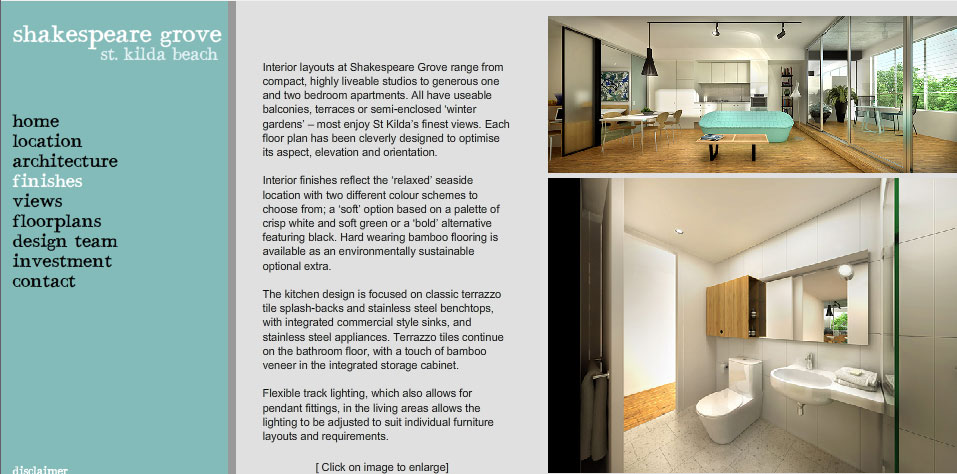 shakespeare grove
st. kilda beach
home
location
architecture
finishes
views
floorplans
design team
investment
contact
disclaimer
Interior layouts at Shakespeare Grove range from
compact, highly liveable studios to generous one
and two bedroom apartments. All have useable
balconies, terraces or semi-enclosed ‘winter
gardens’ – most enjoy St Kilda’s finest views. Each
floor plan has been cleverly designed to optimise
its aspect, elevation and orientation.
Interior finishes reflect the ‘relaxed’ seaside
location with two different colour schemes to
choose from; a ‘soft’ option based on a palette of
crisp white and soft green or a ‘bold’ alternative
featuring black. Hard wearing bamboo flooring is
available as an environmentally sustainable
optional extra.
The kitchen design is focused on classic terrazzo
tile splash-backs and stainless steel benchtops,
with integrated commercial style sinks, and
stainless steel appliances. Terrazzo tiles continue
on the bathroom floor, with a touch of bamboo
veneer in the integrated storage cabinet.
Flexible track lighting, which also allows for
pendant fittings, in the living areas allows the
lighting to be adjusted to suit individual furniture
layouts and requirements.
[ Click on image to enlarge]